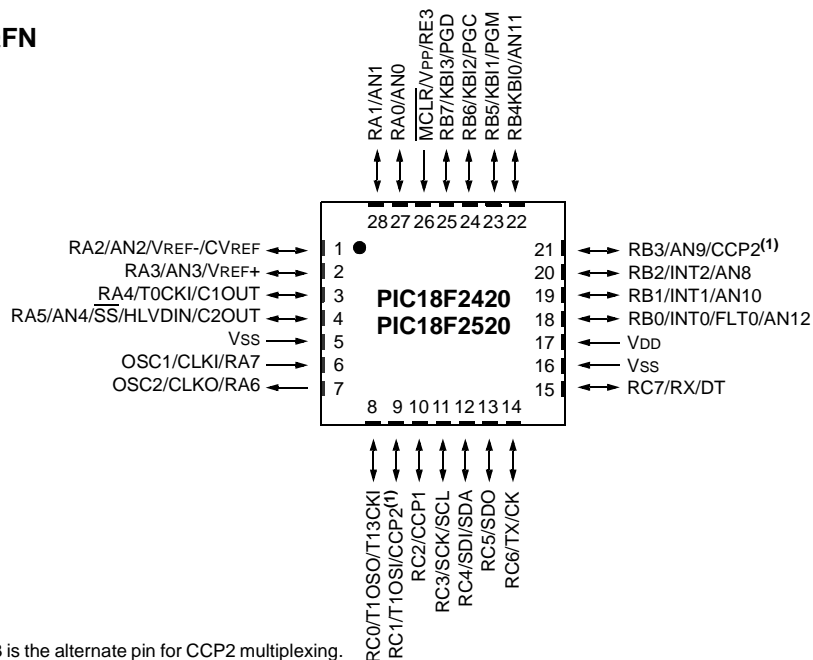 RA1/AN1
RA0/AN0
MCLR/VPP/RE3
RB7/KBI3/PGD
RB6/KBI2/PGC
RB5/KBI1/PGM
RB4KBI0/AN11
28 27 26 25 24 23 22
RA2/AN2/VREF-/CVREF 1
RA3/AN3/VREF+ 2
RA4/T0CKI/C1OUT 3
RA5/AN4/SS/HLVDIN/C2OUT 4
VSS 5
OSC1/CLKI/RA7 6
OSC2/CLKO/RA6 7
PIC18F2420
PIC18F2520
21 RB3/AN9/CCP2(1)
20 RB2/INT2/AN8
19 RB1/INT1/AN10
18 RB0/INT0/FLT0/AN12
17 VDD
16 VSS
15 RC7/RX/DT
8 9 10 11 12 13 14
RC0/T1OSO/T13CKI
RC1/T1OSI/CCP2(1)
RC2/CCP1
RC3/SCK/SCL
RC4/SDI/SDA
RC5/SDO
RC6/TX/CK
is the alternate pin for CCP2 multiplexing.